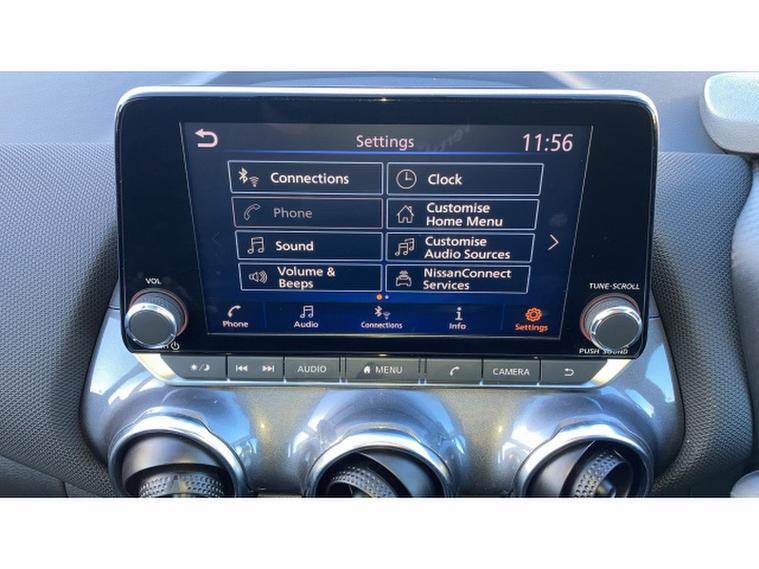 Settings
11:56
Connections
Clock
Phone
Customise
Home Menu
Sound
Customise
Audio Sources
Volume &
Beeps
NissanConnect
Services
Phone
Audio
Connections
Info
Settings
VOL
TUNE·SCROLL
PUSH SOUND
AUDIO
MENU
CAMERA